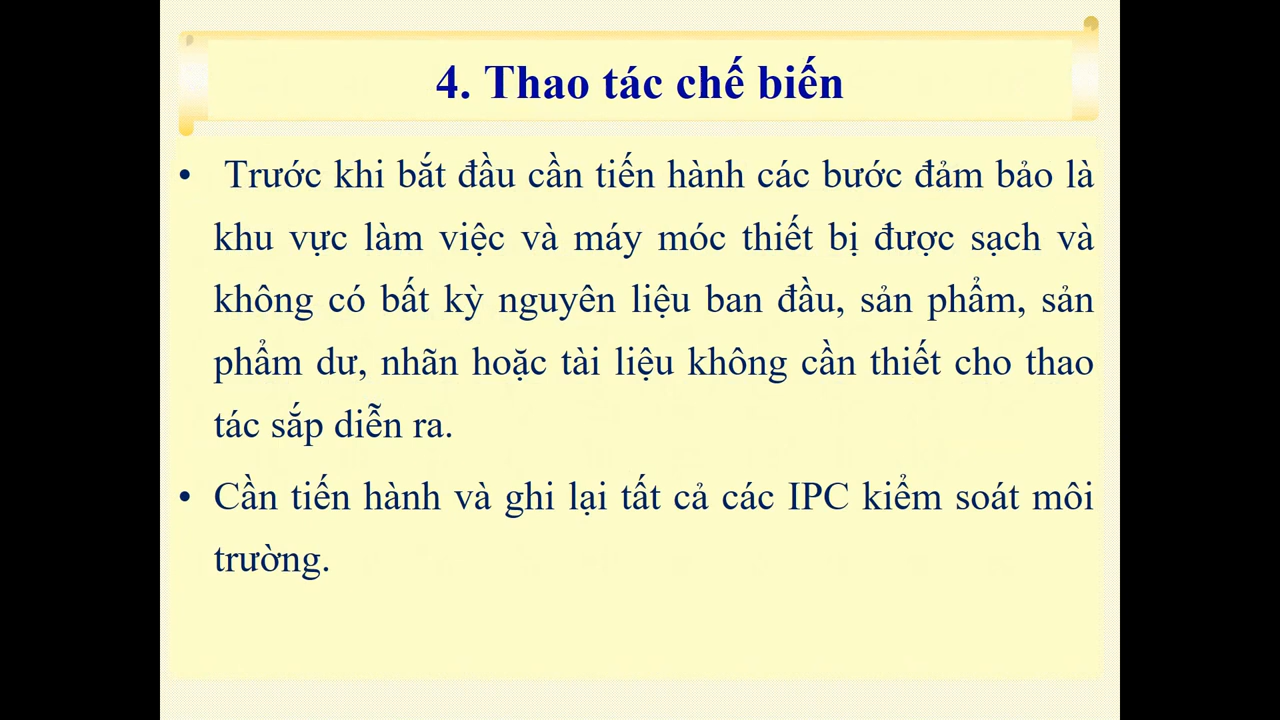 4. Thao tác chế biến
• Trước khi bắt đầu cần tiến hành các bước đảm bảo là
khu vực làm việc và máy móc thiết bị được sạch và
không có bất kỳ nguyên liệu ban đầu, sản phẩm, sản
phẩm dư, nhãn hoặc tài liệu không cần thiết cho thao
tác sắp diễn ra.
• Cần tiến hành và ghi lại tất cả các IPC kiểm soát môi
trường.